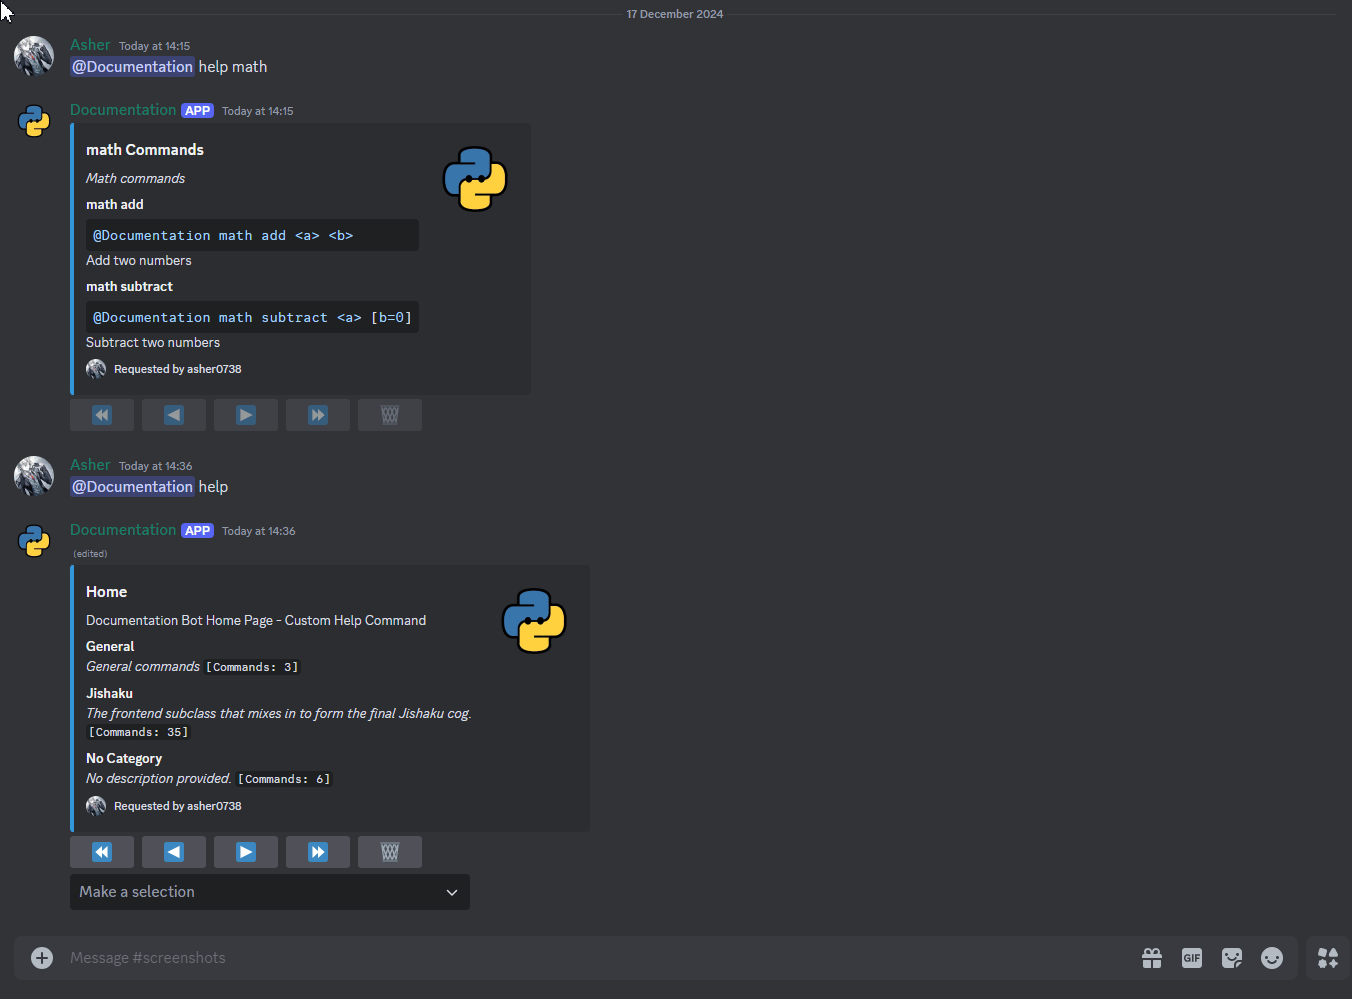 17 December 2024
Asher Today at 14:15
@Documentation help math
Documentation APP Today at 14:15
math Commands
Math commands
math add
@Documentation math add <a> <b>
Add two numbers
math subtract
@Documentation math subtract <a> [b=0]
Subtract two numbers
Requested by asher0738
Asher Today at 14:36
@Documentation help
Documentation APP Today at 14:36
(edited)
Home
Documentation Bot Home Page - Custom Help Command
General
General commands [Commands: 3]
Jishaku
The frontend subclass that mixes in to form the final Jishaku cog.
[Commands: 35]
No Category
No description provided. [Commands: 6]
Requested by asher0738
Make a selection
Message #screenshots
GIF